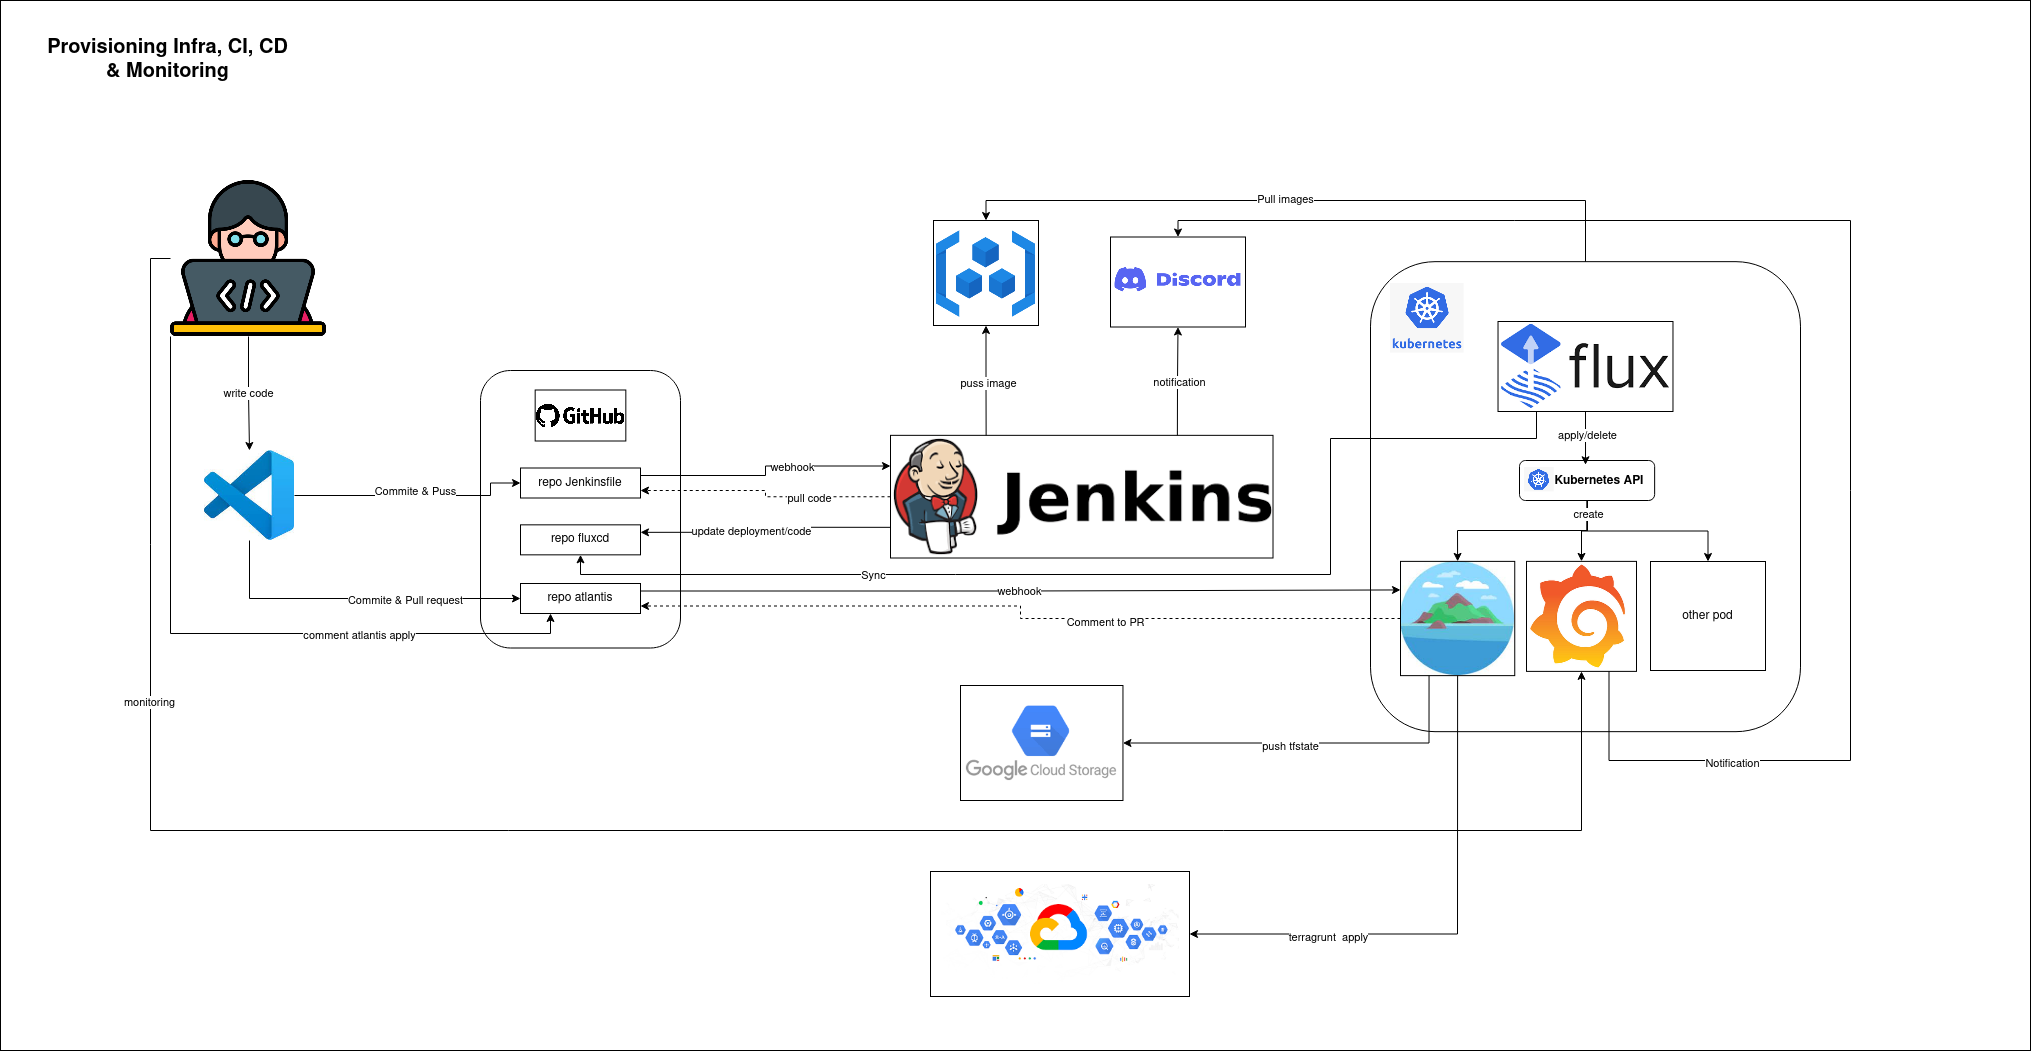 Provisioning Infra, CI, CD
& Monitoring
Pull images
Discord
kubernetes
flux
puss image
notification
write code
GitHub
apply/delete
webhook
Jenkins
Commite & Puss
repo Jenkinsfile
pull code
Kubernetes API
create
update deployment/code
repo fluxcd
Sync
webhook
repo atlantis
Commite & Pull request
Comment to PR
other pod
comment atlantis apply
monitoring
push tfstate
Google Cloud Storage
Notification
terragrunt apply